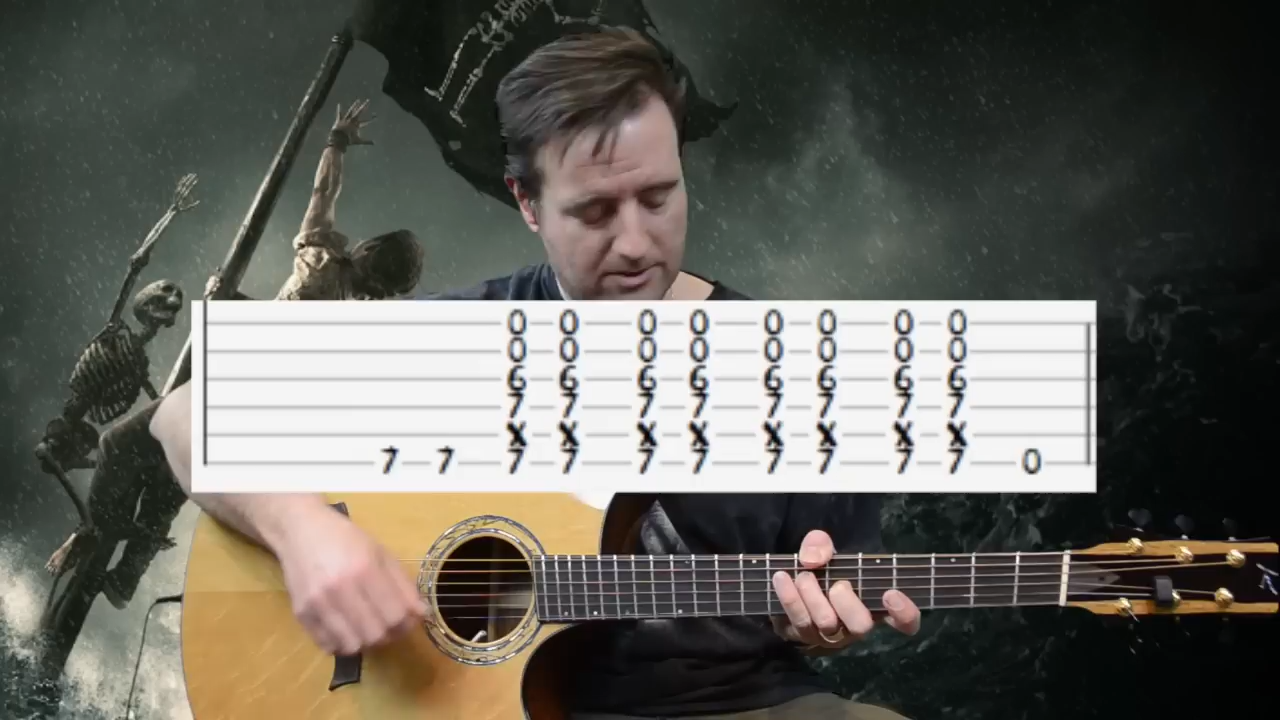 0 0 0 0 0 0 0 0
0 0 0 0 0 0 0 0
6 6 6 6 6 6 6 6
7 7 7 7 7 7 7 7
X X X X X X X X
7 7 7 7 7 7 7 7 7 7 0